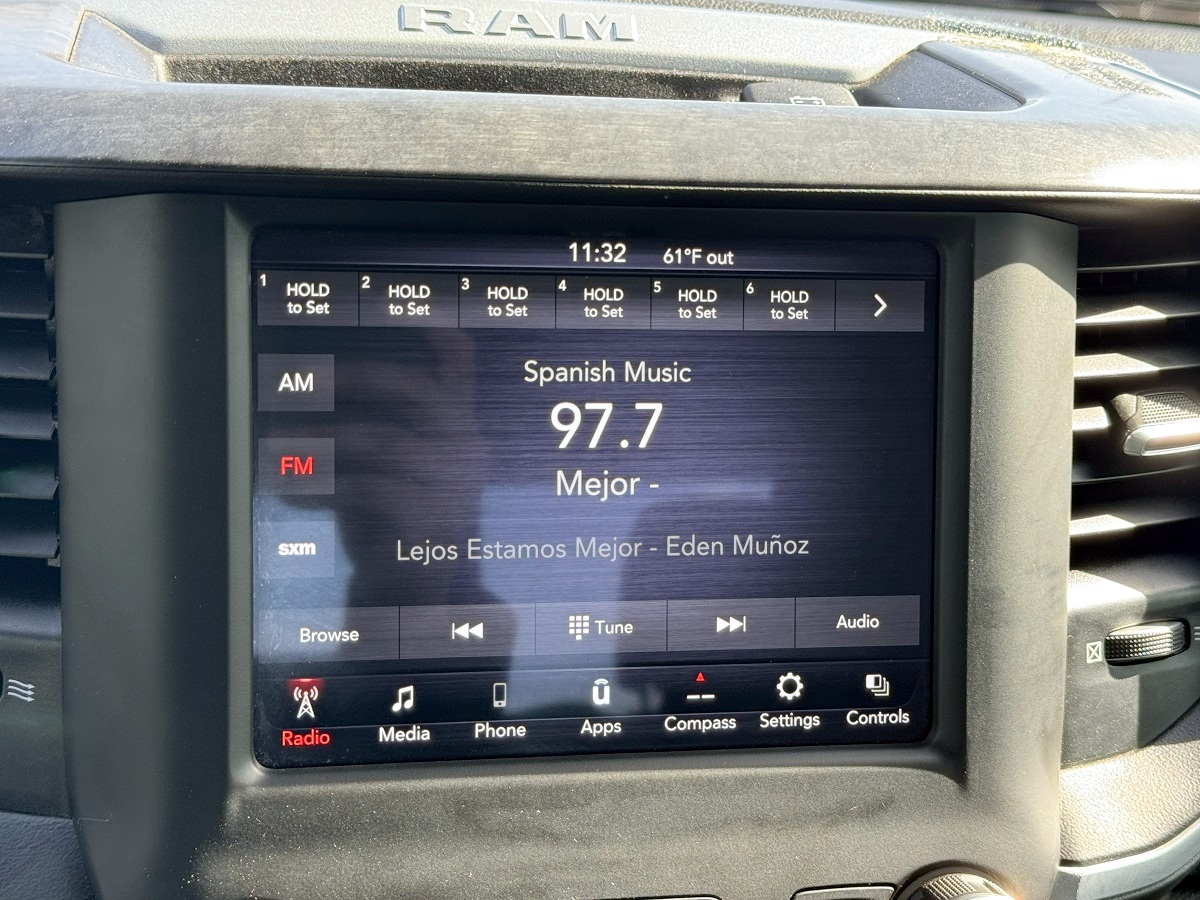 RAM
11:32 61°F out
1 HOLD to Set
2 HOLD to Set
3 HOLD to Set
4 HOLD to Set
5 HOLD to Set
6 HOLD to Set
AM
Spanish Music
97.7
FM
Mejor -
sxm
Lejos Estamos Mejor - Eden Muñoz
Browse
Tune
Audio
Radio
Media
Phone
Apps
Compass
Settings
Controls